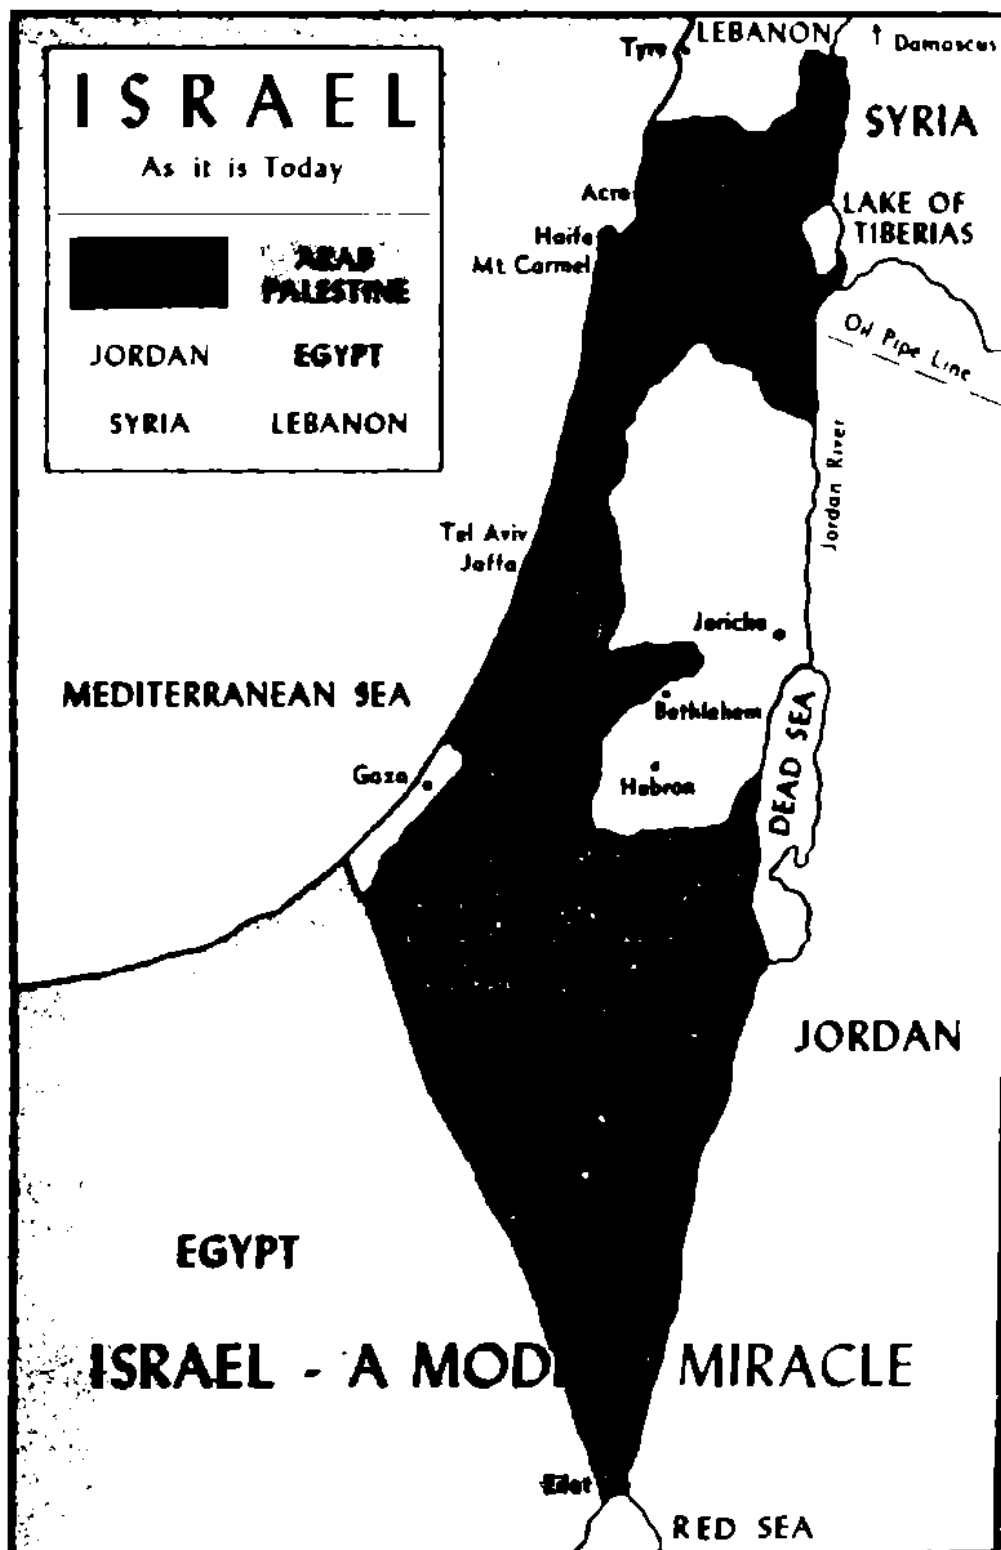 LEBANON
↑ Damascus
Tyre
ISRAEL
As it is Today
SYRIA
ARAB
PALESTINE
JORDAN EGYPT
SYRIA LEBANON
Acre
LAKE OF
TIBERIAS
Haifa
Mt Carmel
Oil Pipe Line
Jordan River
Tel Aviv
Jaffa
Jericho
MEDITERRANEAN SEA
Bethlehem
DEAD SEA
Gaza
Hebron
JORDAN
EGYPT
ISRAEL - A MOD MIRACLE
Eilat
RED SEA